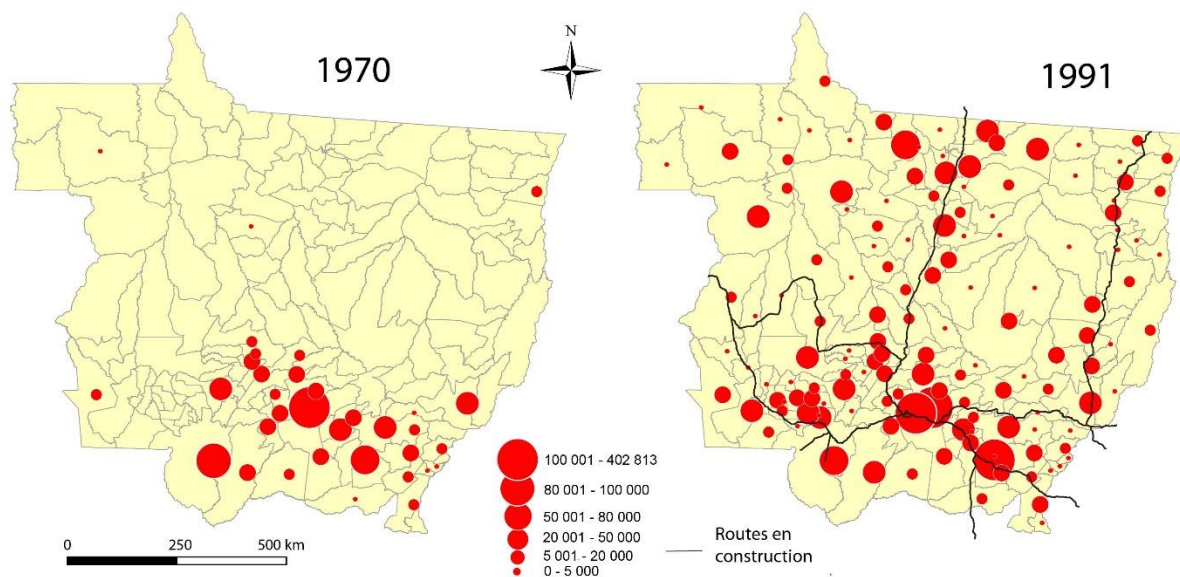 1970
N
1991
100 001 - 402 813
80 001 - 100 000
50 001 - 80 000
20 001 - 50 000
5 001 - 20 000
0 - 5 000
0 250 500 km
Routes en
construction